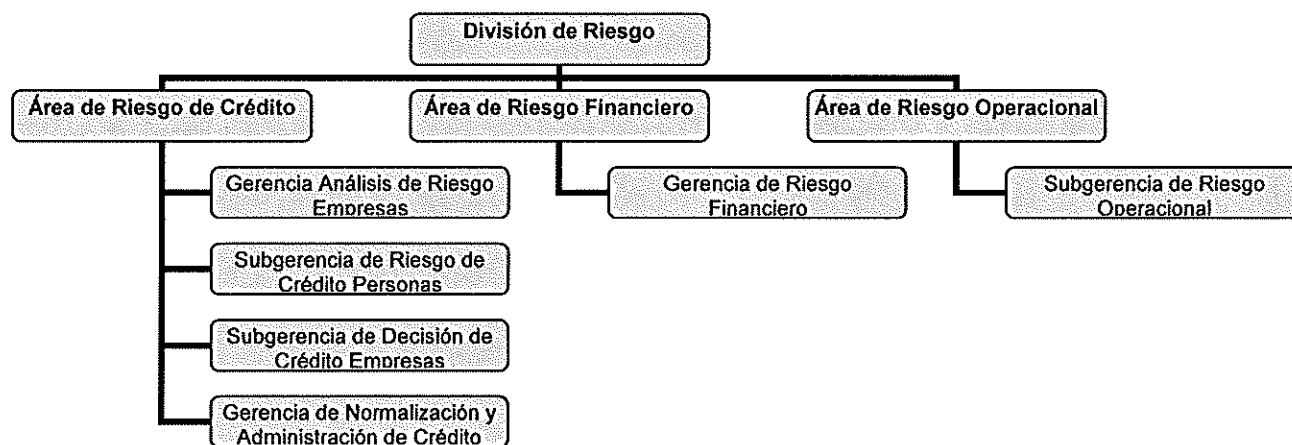 División de Riesgo
Área de Riesgo de Crédito
Área de Riesgo Financiero
Área de Riesgo Operacional
Gerencia Análisis de Riesgo
Empresas
Gerencia de Riesgo
Financiero
Subgerencia de Riesgo
Operacional
Subgerencia de Riesgo de
Crédito Personas
Subgerencia de Decisión de
Crédito Empresas
Gerencia de Normalización y
Administración de Crédito